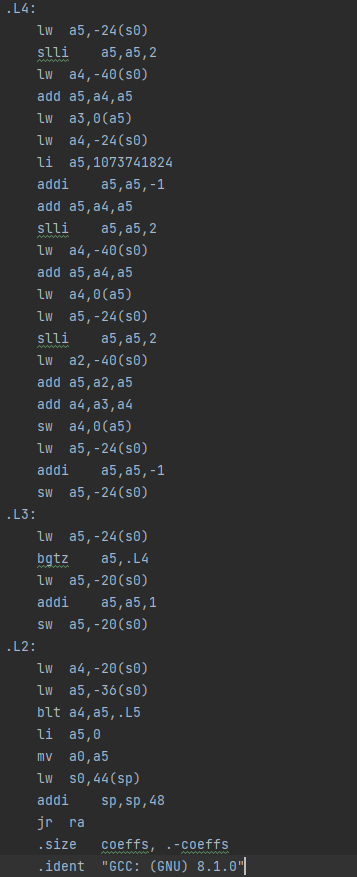 .L4:
lw a5,-24(s0)
slli a5,a5,2
lw a4,-40(s0)
add a5,a4,a5
lw a3,0(a5)
lw a4,-24(s0)
li a5,1073741824
addi a5,a5,-1
add a5,a4,a5
slli a5,a5,2
lw a4,-40(s0)
add a5,a4,a5
lw a4,0(a5)
lw a5,-24(s0)
slli a5,a5,2
lw a2,-40(s0)
add a5,a2,a5
add a4,a3,a4
sw a4,0(a5)
lw a5,-24(s0)
addi a5,a5,-1
sw a5,-24(s0)
.L3:
lw a5,-24(s0)
bgtz a5,.L4
lw a5,-20(s0)
addi a5,a5,1
sw a5,-20(s0)
.L2:
lw a4,-20(s0)
lw a5,-36(s0)
blt a4,a5,.L5
li a5,0
mv a0,a5
lw s0,44(sp)
addi sp,sp,48
jr ra
.size coeffs, .-coeffs
.ident "GCC: (GNU) 8.1.0"